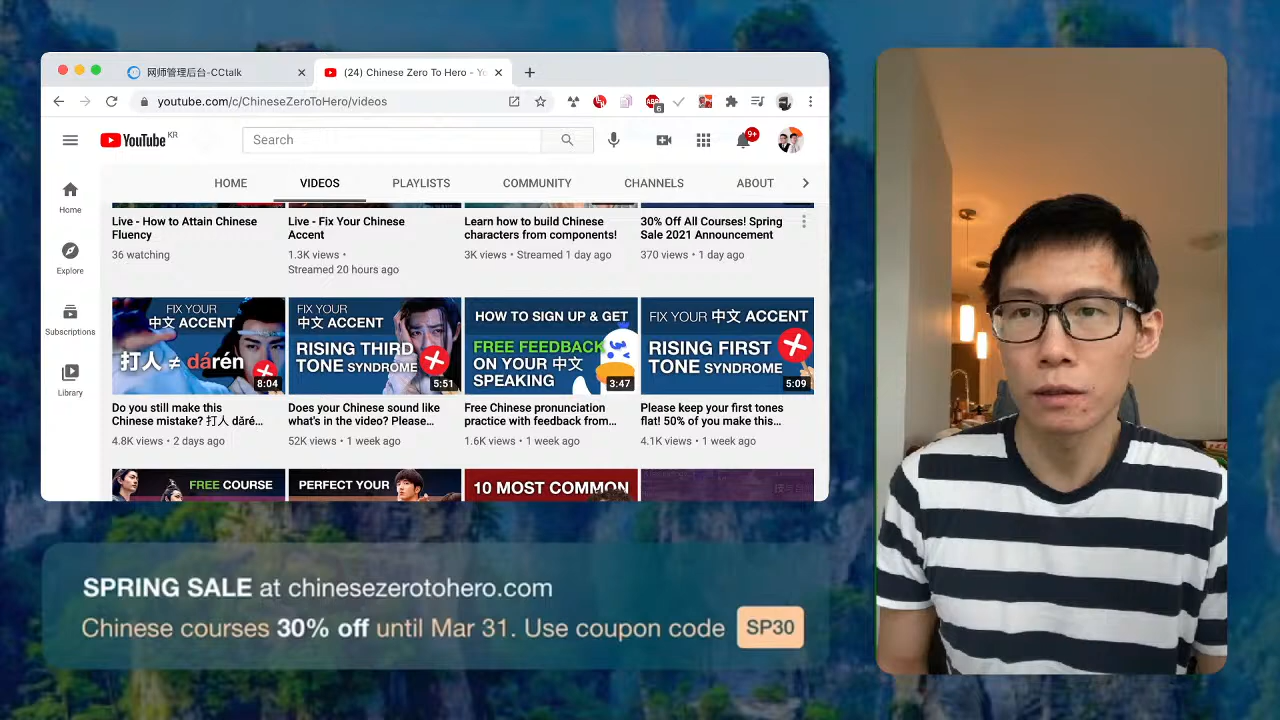 网师管理后台-CCtalk
(24) Chinese Zero To Hero - Yo
youtube.com/c/ChineseZeroToHero/videos
6
YouTube KR
Search
9+
HOME VIDEOS PLAYLISTS COMMUNITY CHANNELS ABOUT
Home
Explore
Subscriptions
Library
Live - How to Attain Chinese
Fluency
36 watching
Live - Fix Your Chinese
Accent
1.3K views •
Streamed 20 hours ago
Learn how to build Chinese
characters from components!
3K views • Streamed 1 day ago
30% Off All Courses! Spring
Sale 2021 Announcement
370 views • 1 day ago
FIX YOUR
中文 ACCENT
打人 ≠ dárén
8:04
Do you still make this
Chinese mistake? 打人 dǎré...
4.8K views • 2 days ago
FIX YOUR
中文 ACCENT
RISING THIRD
TONE SYNDROME
5:51
Does your Chinese sound like
what's in the video? Please...
52K views • 1 week ago
HOW TO SIGN UP & GET
FREE FEEDBACK
ON YOUR 中文
SPEAKING
3:47
Free Chinese pronunciation
practice with feedback from...
1.6K views • 1 week ago
FIX YOUR 中文 ACCENT
RISING FIRST
TONE SYNDROME
5:09
Please keep your first tones
flat! 50% of you make this...
4.1K views • 1 week ago
FREE COURSE
PERFECT YOUR
10 MOST COMMON
SPRING SALE at chinesezerotohero.com
Chinese courses 30% off until Mar 31. Use coupon code SP30